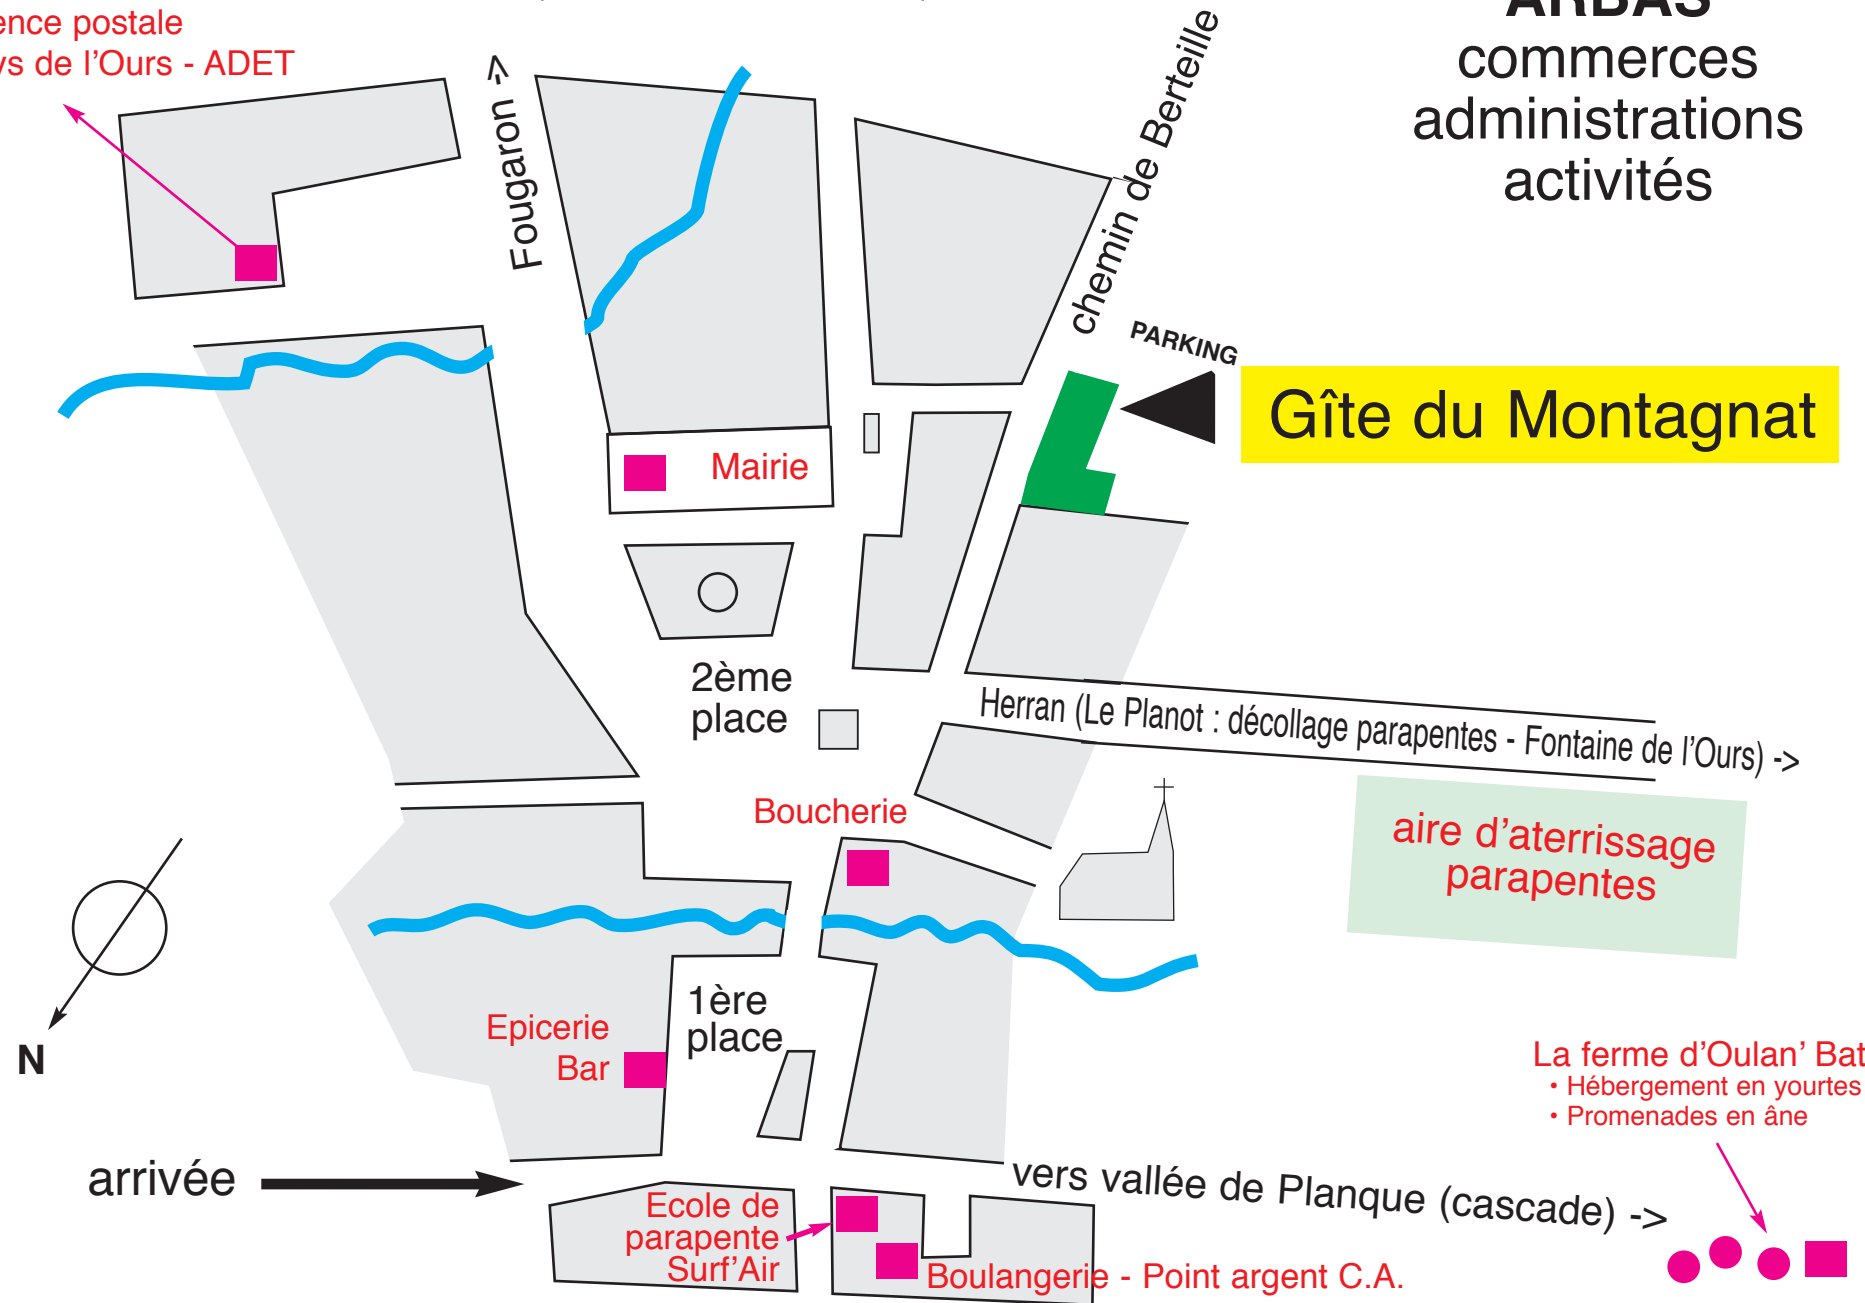 ence postale
ys de l'Ours - ADET
ARBAS
commerces
administrations
activités
Fougaron ->
chemin de Berteille
PARKING
Gîte du Montagnat
Mairie
2ème
place
Herran (Le Planot : décollage parapentes - Fontaine de l'Ours) ->
Boucherie
aire d'aterrissage
parapentes
N
1ère
place
Epicerie
Bar
La ferme d'Oulan' Bat
• Hébergement en yourtes
• Promenades en âne
arrivée
vers vallée de Planque (cascade) ->
Ecole de
parapente
Surf'Air
Boulangerie - Point argent C.A.